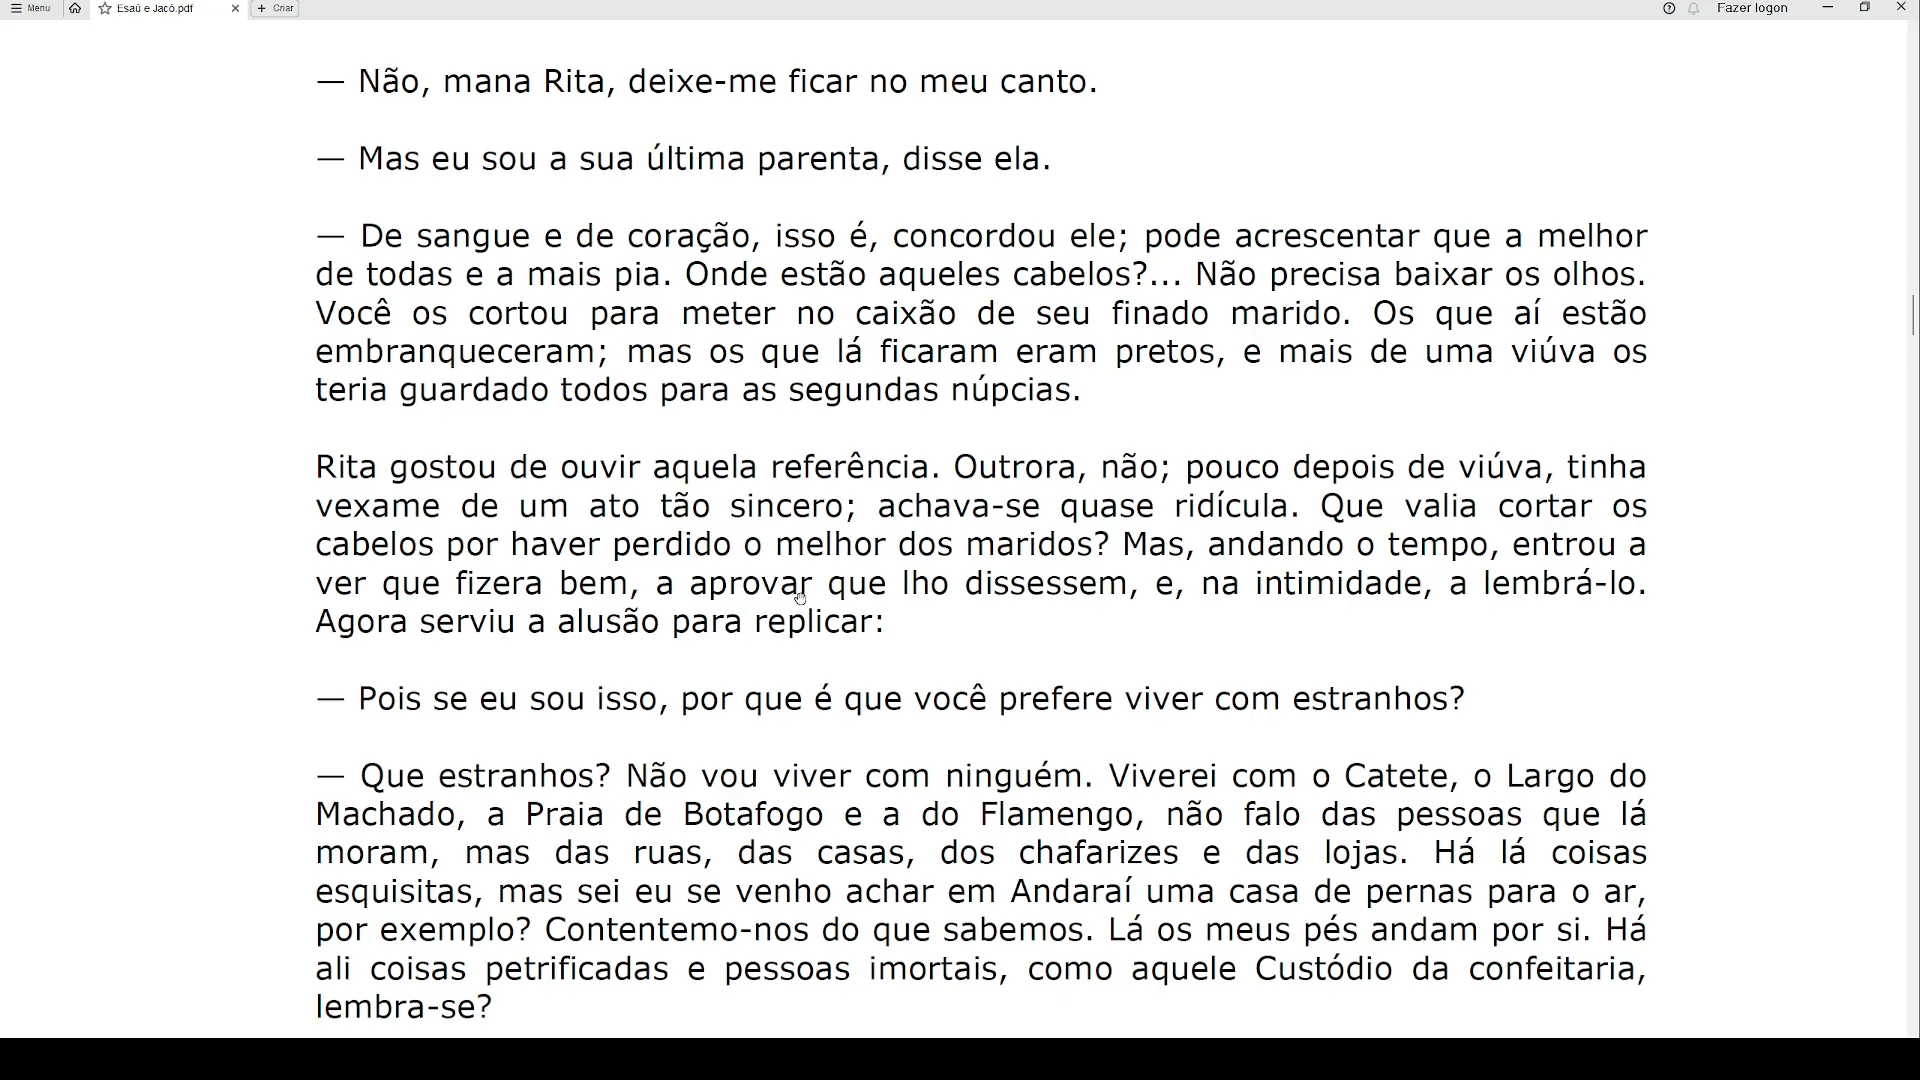 Menu
Esaú e Jacó.pdf
+ Criar
Fazer logon
— Não, mana Rita, deixe-me ficar no meu canto.
— Mas eu sou a sua última parenta, disse ela.
— De sangue e de coração, isso é, concordou ele; pode acrescentar que a melhor
de todas e a mais pia. Onde estão aqueles cabelos?... Não precisa baixar os olhos.
Você os cortou para meter no caixão de seu finado marido. Os que aí estão
embranqueceram; mas os que lá ficaram eram pretos, e mais de uma viúva os
teria guardado todos para as segundas núpcias.
Rita gostou de ouvir aquela referência. Outrora, não; pouco depois de viúva, tinha
vexame de um ato tão sincero; achava-se quase ridícula. Que valia cortar os
cabelos por haver perdido o melhor dos maridos? Mas, andando o tempo, entrou a
ver que fizera bem, a aprovar que lho dissessem, e, na intimidade, a lembrá-lo.
Agora serviu a alusão para replicar:
— Pois se eu sou isso, por que é que você prefere viver com estranhos?
— Que estranhos? Não vou viver com ninguém. Viverei com o Catete, o Largo do
Machado, a Praia de Botafogo e a do Flamengo, não falo das pessoas que lá
moram, mas das ruas, das casas, dos chafarizes e das lojas. Há lá coisas
esquisitas, mas sei eu se venho achar em Andaraí uma casa de pernas para o ar,
por exemplo? Contentemo-nos do que sabemos. Lá os meus pés andam por si. Há
ali coisas petrificadas e pessoas imortais, como aquele Custódio da confeitaria,
lembra-se?